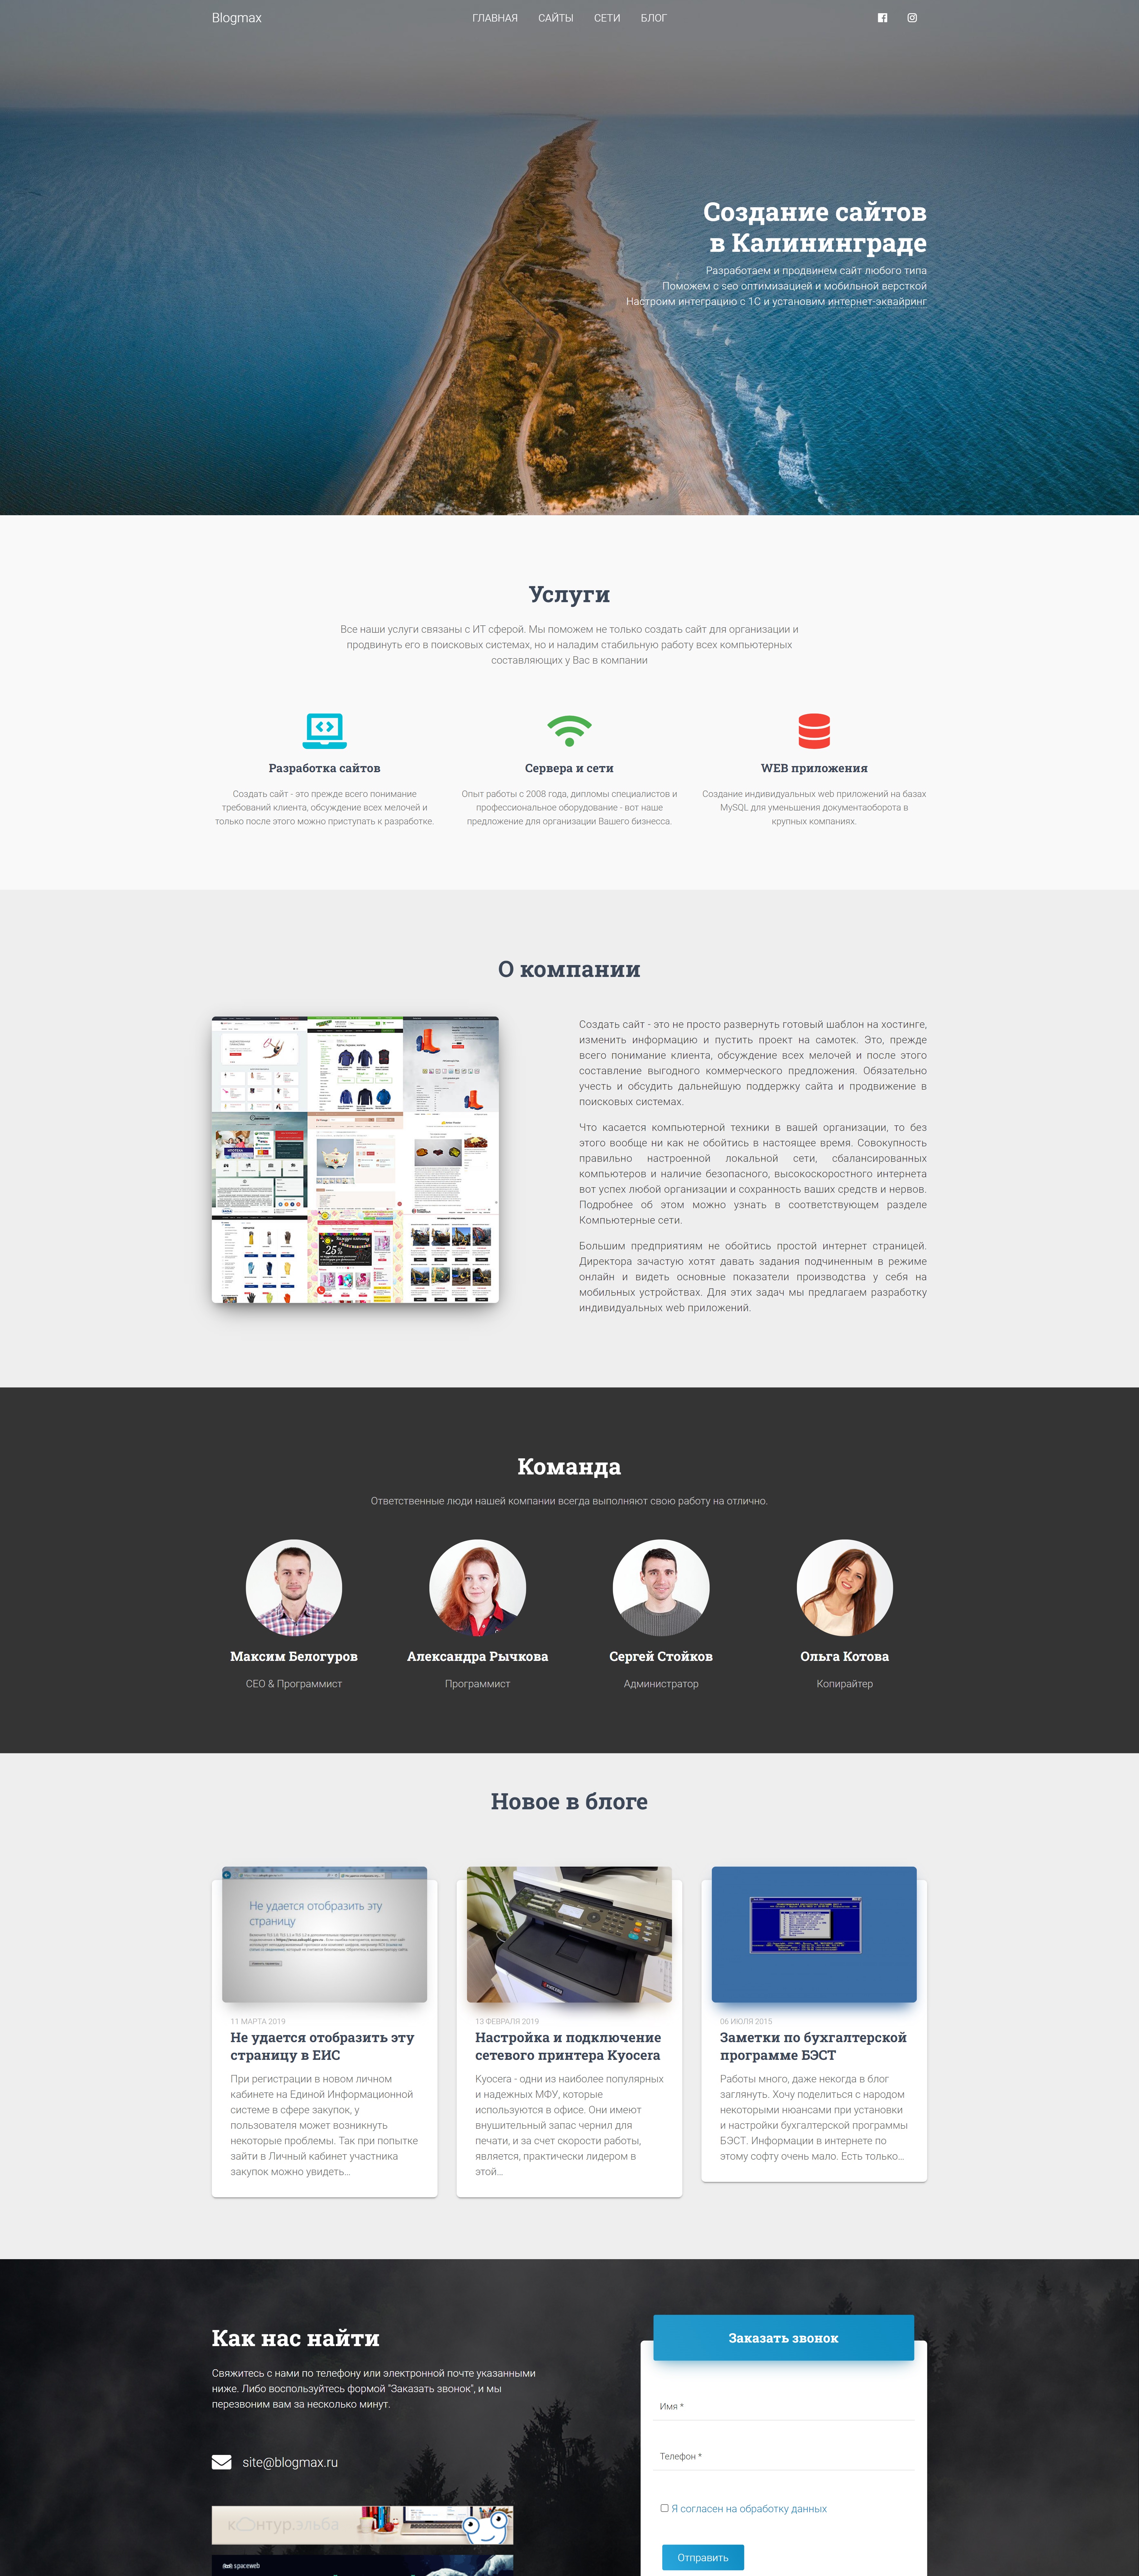 Blogmax
ГЛАВНАЯ
САЙТЫ
СЕТИ
БЛОГ
Создание сайтов
в Калининграде
Разработаем и продвинем сайт любого типа
Поможем с seo оптимизацией и мобильной версткой
Настроим интеграцию с 1С и установим интернет-эквайринг
Услуги
Все наши услуги связаны с ИТ сферой. Мы поможем не только создать сайт для организации и
продвинуть его в поисковых системах, но и наладим стабильную работу всех компьютерных
составляющих у Вас в компании
Разработка сайтов
Создать сайт - это прежде всего понимание
требований клиента, обсуждение всех мелочей и
только после этого можно приступать к разработке.
Сервера и сети
Опыт работы с 2008 года, дипломы специалистов и
профессиональное оборудование - вот наше
предложение для организации Вашего бизнесса.
WEB приложения
Создание индивидуальных web приложений на базах
MySQL для уменьшения документаоборота в
крупных компаниях.
О компании
-25%
Создать сайт - это не просто развернуть готовый шаблон на хостинге,
изменить информацию и пустить проект на самотек. Это, прежде
всего понимание клиента, обсуждение всех мелочей и после этого
составление выгодного коммерческого предложения. Обязательно
учесть и обсудить дальнейшую поддержку сайта и продвижение в
поисковых системах.
Что касается компьютерной техники в вашей организации, то без
этого вообще ни как не обойтись в настоящее время. Совокупность
правильно настроенной локальной сети, сбалансированных
компьютеров и наличие безопасного, высокоскоростного интернета
вот успех любой организации и сохранность ваших средств и нервов.
Подробнее об этом можно узнать в соответствующем разделе
Компьютерные сети.
Большим предприятиям не обойтись простой интернет страницей.
Директора зачастую хотят давать задания подчиненным в режиме
онлайн и видеть основные показатели производства у себя на
мобильных устройствах. Для этих задач мы предлагаем разработку
индивидуальных web приложений.
Команда
Ответственные люди нашей компании всегда выполняют свою работу на отлично.
Максим Белогуров
CEO & Программист
Александра Рычкова
Программист
Сергей Стойков
Администратор
Ольга Котова
Копирайтер
Новое в блоге
Не удается отобразить эту
страницу
11 МАРТА 2019
Не удается отобразить эту
страницу в ЕИС
При регистрации в новом личном
кабинете на Единой Информационной
системе в сфере закупок, у
пользователя может возникнуть
некоторые проблемы. Так при попытке
зайти в Личный кабинет участника
закупок можно увидеть...
KYOCERA
13 ФЕВРАЛЯ 2019
Настройка и подключение
сетевого принтера Kyocera
Kyocera - одни из наиболее популярных
и надежных МФУ, которые
используются в офисе. Они имеют
внушительный запас чернил для
печати, и за счет скорости работы,
является, практически лидером в
этой...
06 ИЮЛЯ 2015
Заметки по бухгалтерской
программе БЭСТ
Работы много, даже некогда в блог
заглянуть. Хочу поделиться с народом
некоторыми нюансами при установки
и настройки бухгалтерской программы
БЭСТ. Информации в интернете по
этому софту очень мало. Есть только...
Как нас найти
Свяжитесь с нами по телефону или электронной почте указанными
ниже. Либо воспользуйтесь формой "Заказать звонок", и мы
перезвоним вам за несколько минут.
site@blogmax.ru
контур.эльба
spaceweb
Заказать звонок
Имя *
Телефон *
Я согласен на обработку данных
Отправить